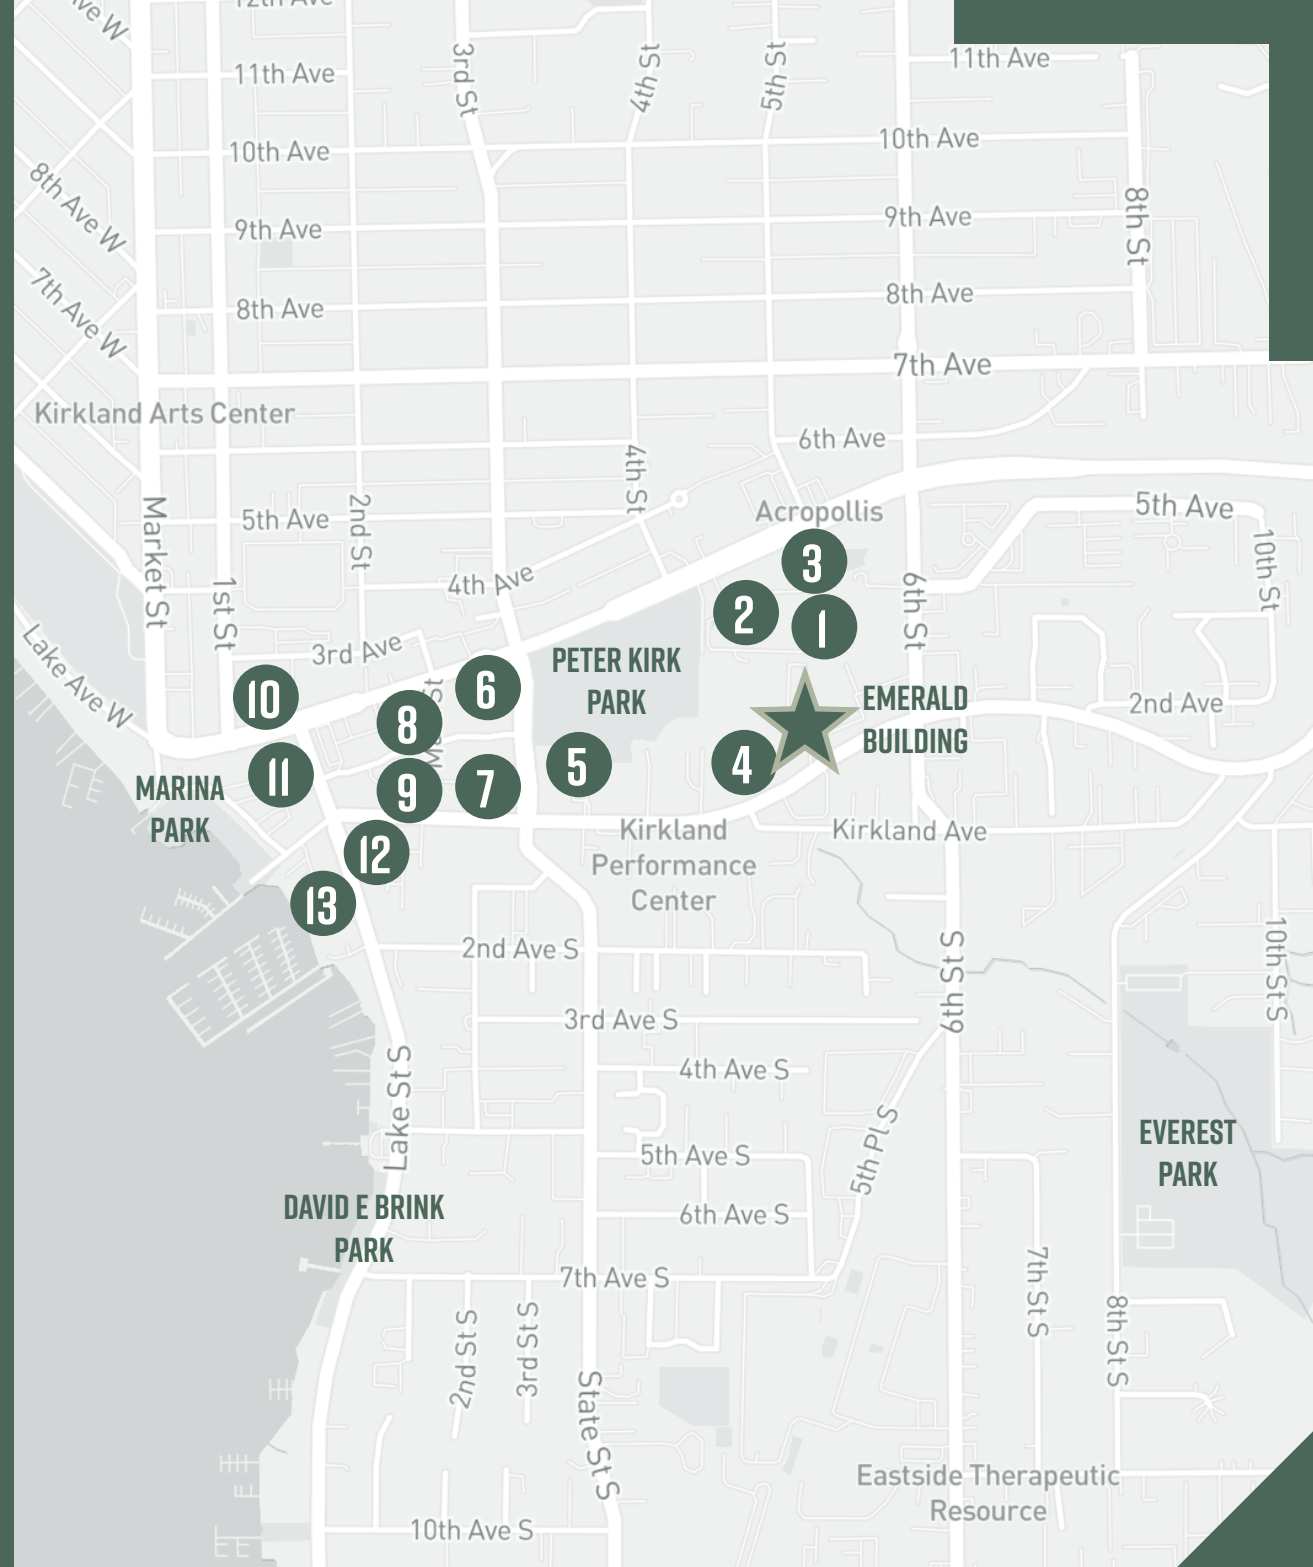 12th Ave
Ave W
3rd St
4th St
5th St
11th Ave
11th Ave
10th Ave
10th Ave
8th Ave W
8th St
9th Ave
9th Ave
7th Ave W
8th Ave
8th Ave
7th Ave
Kirkland Arts Center
6th Ave
4th St
Market St
2nd St
5th Ave
Acropollis
5th Ave
10th St
3
1st St
4th Ave
6th St
2
1
Lake Ave W
3rd Ave
PETER KIRK
PARK
10
6
EMERALD
BUILDING
2nd Ave
8
St
11
5
4
9
7
MARINA
PARK
Kirkland
Performance
Center
Kirkland Ave
12
13
2nd Ave S
6th St S
10th St S
3rd Ave S
4th Ave S
Lake St S
5th Pl S
EVEREST
PARK
5th Ave S
6th Ave S
DAVID E BRINK
PARK
7th Ave S
7th St S
8th St S
2nd St S
3rd St S
State St S
Eastside Therapeutic
Resource
10th Ave S